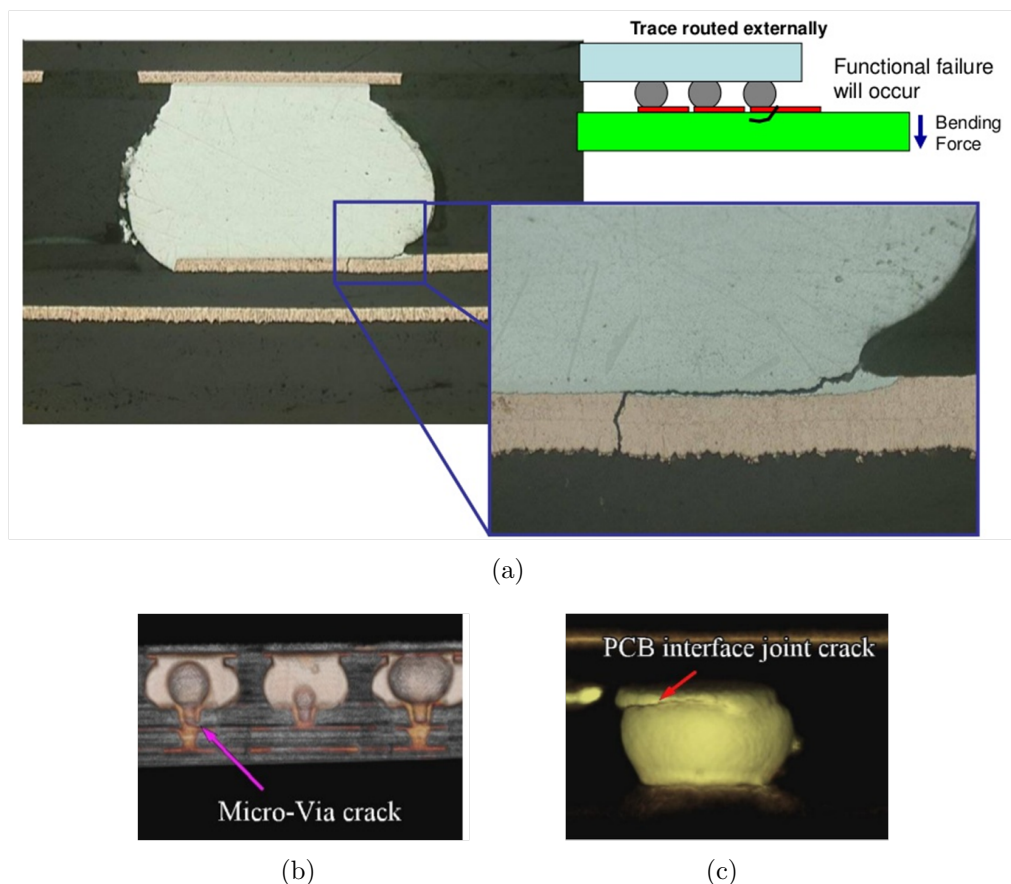 Trace routed externally
Functional failure
will occur
Bending
Force
(a)
Micro-Via crack
(b)
PCB interface joint crack
(c)